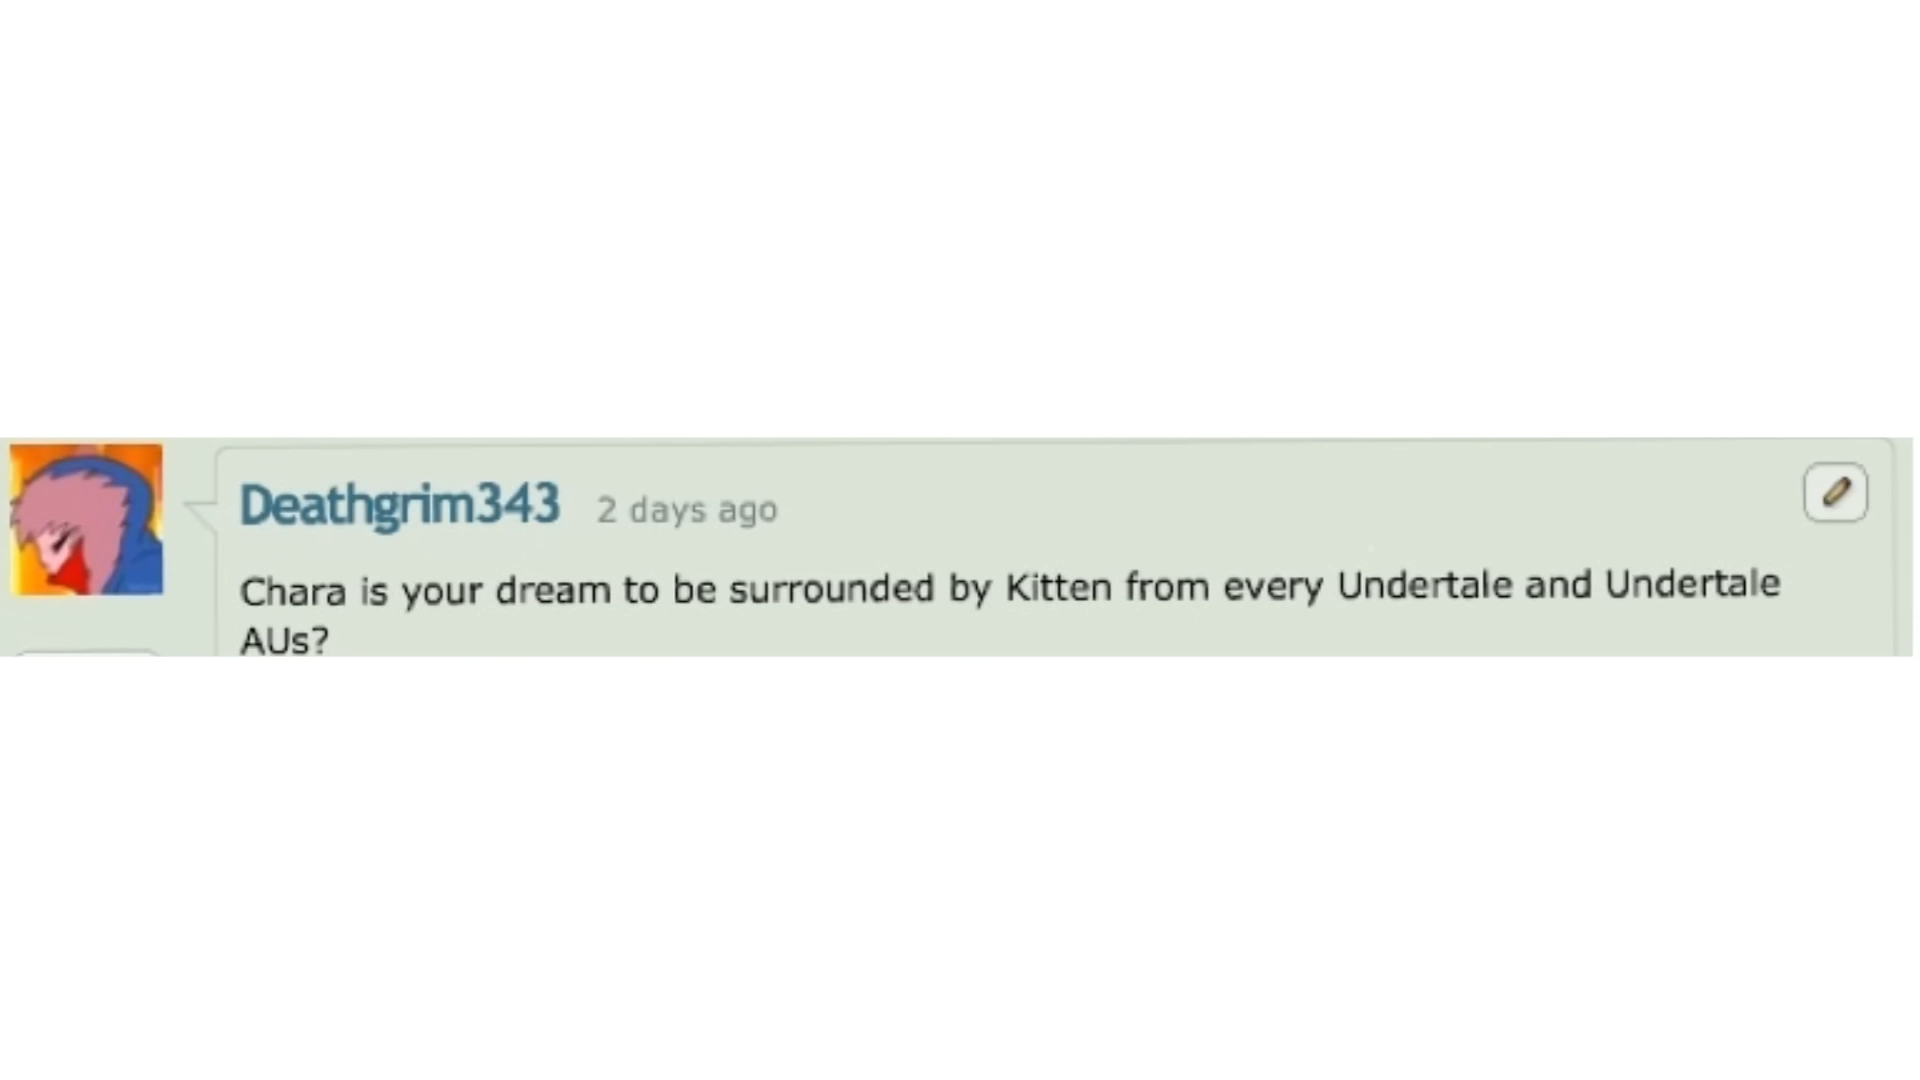 Deathgrim343 2 days ago
Chara is your dream to be surrounded by Kitten from every Undertale and Undertale
AUs?